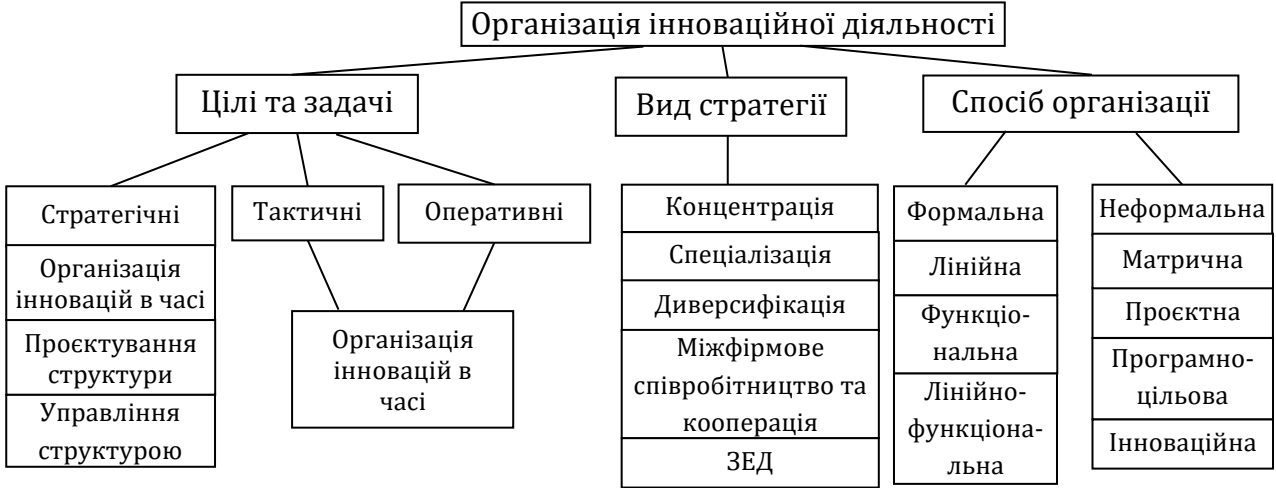 Організація інноваційної діяльності
Цілі та задачі
Вид стратегії
Спосіб організації
Стратегічні
Організація
інновацій в часі
Проєктування
структури
Управління
структурою
Тактичні
Оперативні
Організація
інновацій в
часі
Концентрація
Спеціалізація
Диверсифікація
Міжфірмове
співробітництво та
кооперація
ЗЕД
Формальна
Лінійна
Функціо-
нальна
Лінійно-
функціона-
льна
Неформальна
Матрична
Проєктна
Програмно-
цільова
Інноваційна